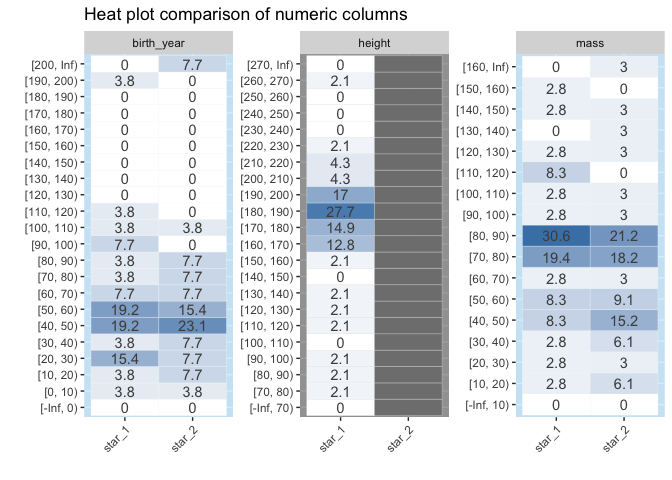 Heat plot comparison of numeric columns
birth_year
[200, Inf) 0 7.7
[190, 200) 3.8 0
[180, 190) 0 0
[170, 180) 0 0
[160, 170) 0 0
[150, 160) 0 0
[140, 150) 0 0
[130, 140) 0 0
[120, 130) 0 0
[110, 120) 3.8 0
[100, 110) 3.8 3.8
[90, 100) 7.7 0
[80, 90) 3.8 7.7
[70, 80) 3.8 7.7
[60, 70) 7.7 7.7
[50, 60) 19.2 15.4
[40, 50) 19.2 23.1
[30, 40) 3.8 7.7
[20, 30) 15.4 7.7
[10, 20) 3.8 7.7
[0, 10) 3.8 3.8
[-Inf, 0) 0 0
star_1 star_2
height
[270, Inf) 0
[260, 270) 2.1
[250, 260) 0
[240, 250) 0
[230, 240) 0
[220, 230) 2.1
[210, 220) 4.3
[200, 210) 4.3
[190, 200) 17
[180, 190) 27.7
[170, 180) 14.9
[160, 170) 12.8
[150, 160) 2.1
[140, 150) 0
[130, 140) 2.1
[120, 130) 2.1
[110, 120) 2.1
[100, 110) 0
[90, 100) 2.1
[80, 90) 2.1
[70, 80) 2.1
[-Inf, 70) 0
star_1 star_2
mass
[160, Inf) 0 3
[150, 160) 2.8 0
[140, 150) 2.8 3
[130, 140) 0 3
[120, 130) 2.8 3
[110, 120) 8.3 0
[100, 110) 2.8 3
[90, 100) 2.8 3
[80, 90) 30.6 21.2
[70, 80) 19.4 18.2
[60, 70) 2.8 3
[50, 60) 8.3 9.1
[40, 50) 8.3 15.2
[30, 40) 2.8 6.1
[20, 30) 2.8 3
[10, 20) 2.8 6.1
[-Inf, 10) 0 0
star_1 star_2